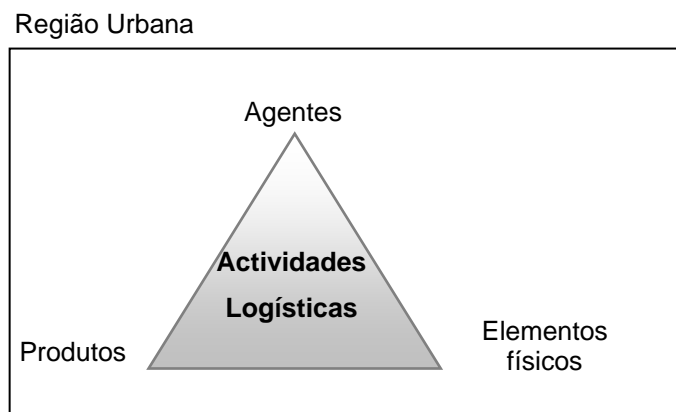 Região Urbana
Agentes
Actividades
Logísticas
Produtos
Elementos
físicos